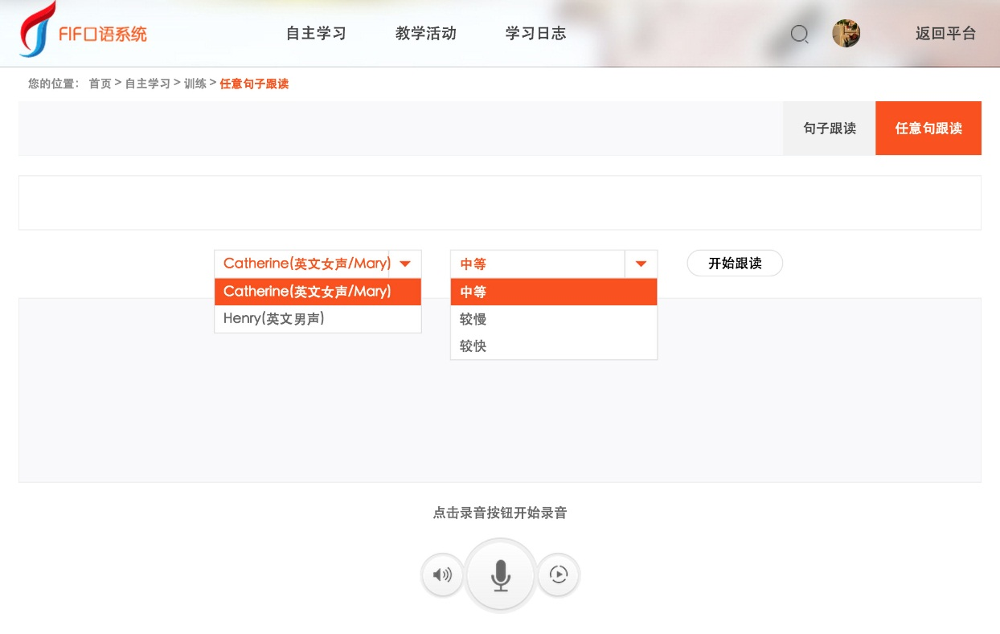 FIF口语系统 自主学习 教学活动 学习日志 返回平台
您的位置： 首页 > 自主学习 > 训练 > 任意句子跟读
句子跟读 任意句跟读
Catherine(英文女声/Mary) 中等 开始跟读
Catherine(英文女声/Mary) 中等
Henry(英文男声) 较慢
较快
点击录音按钮开始录音